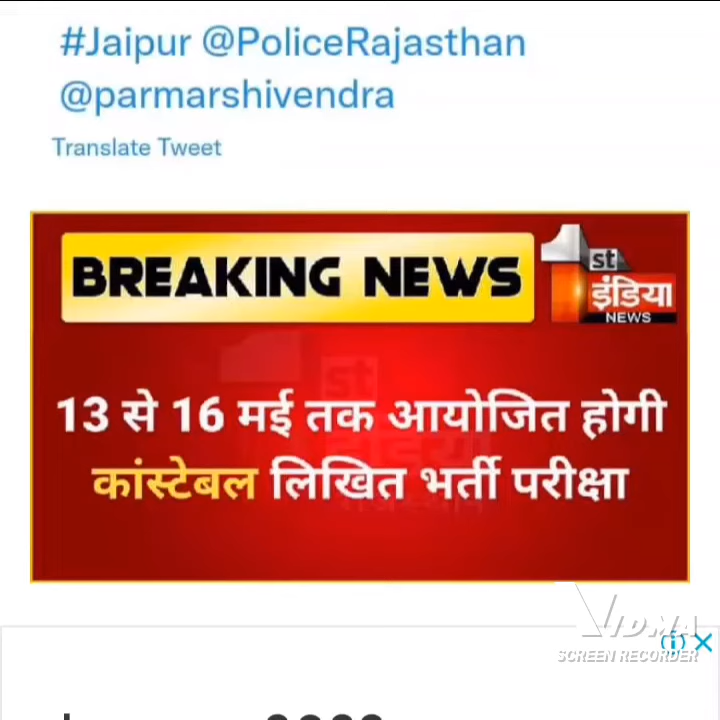 #Jaipur @PoliceRajasthan
@parmarshivendra
Translate Tweet
BREAKING NEWS
1st
इंडिया
NEWS
13 से 16 मई तक आयोजित होगी
कांस्टेबल लिखित भर्ती परीक्षा
VIDMA
SCREEN RECORDER